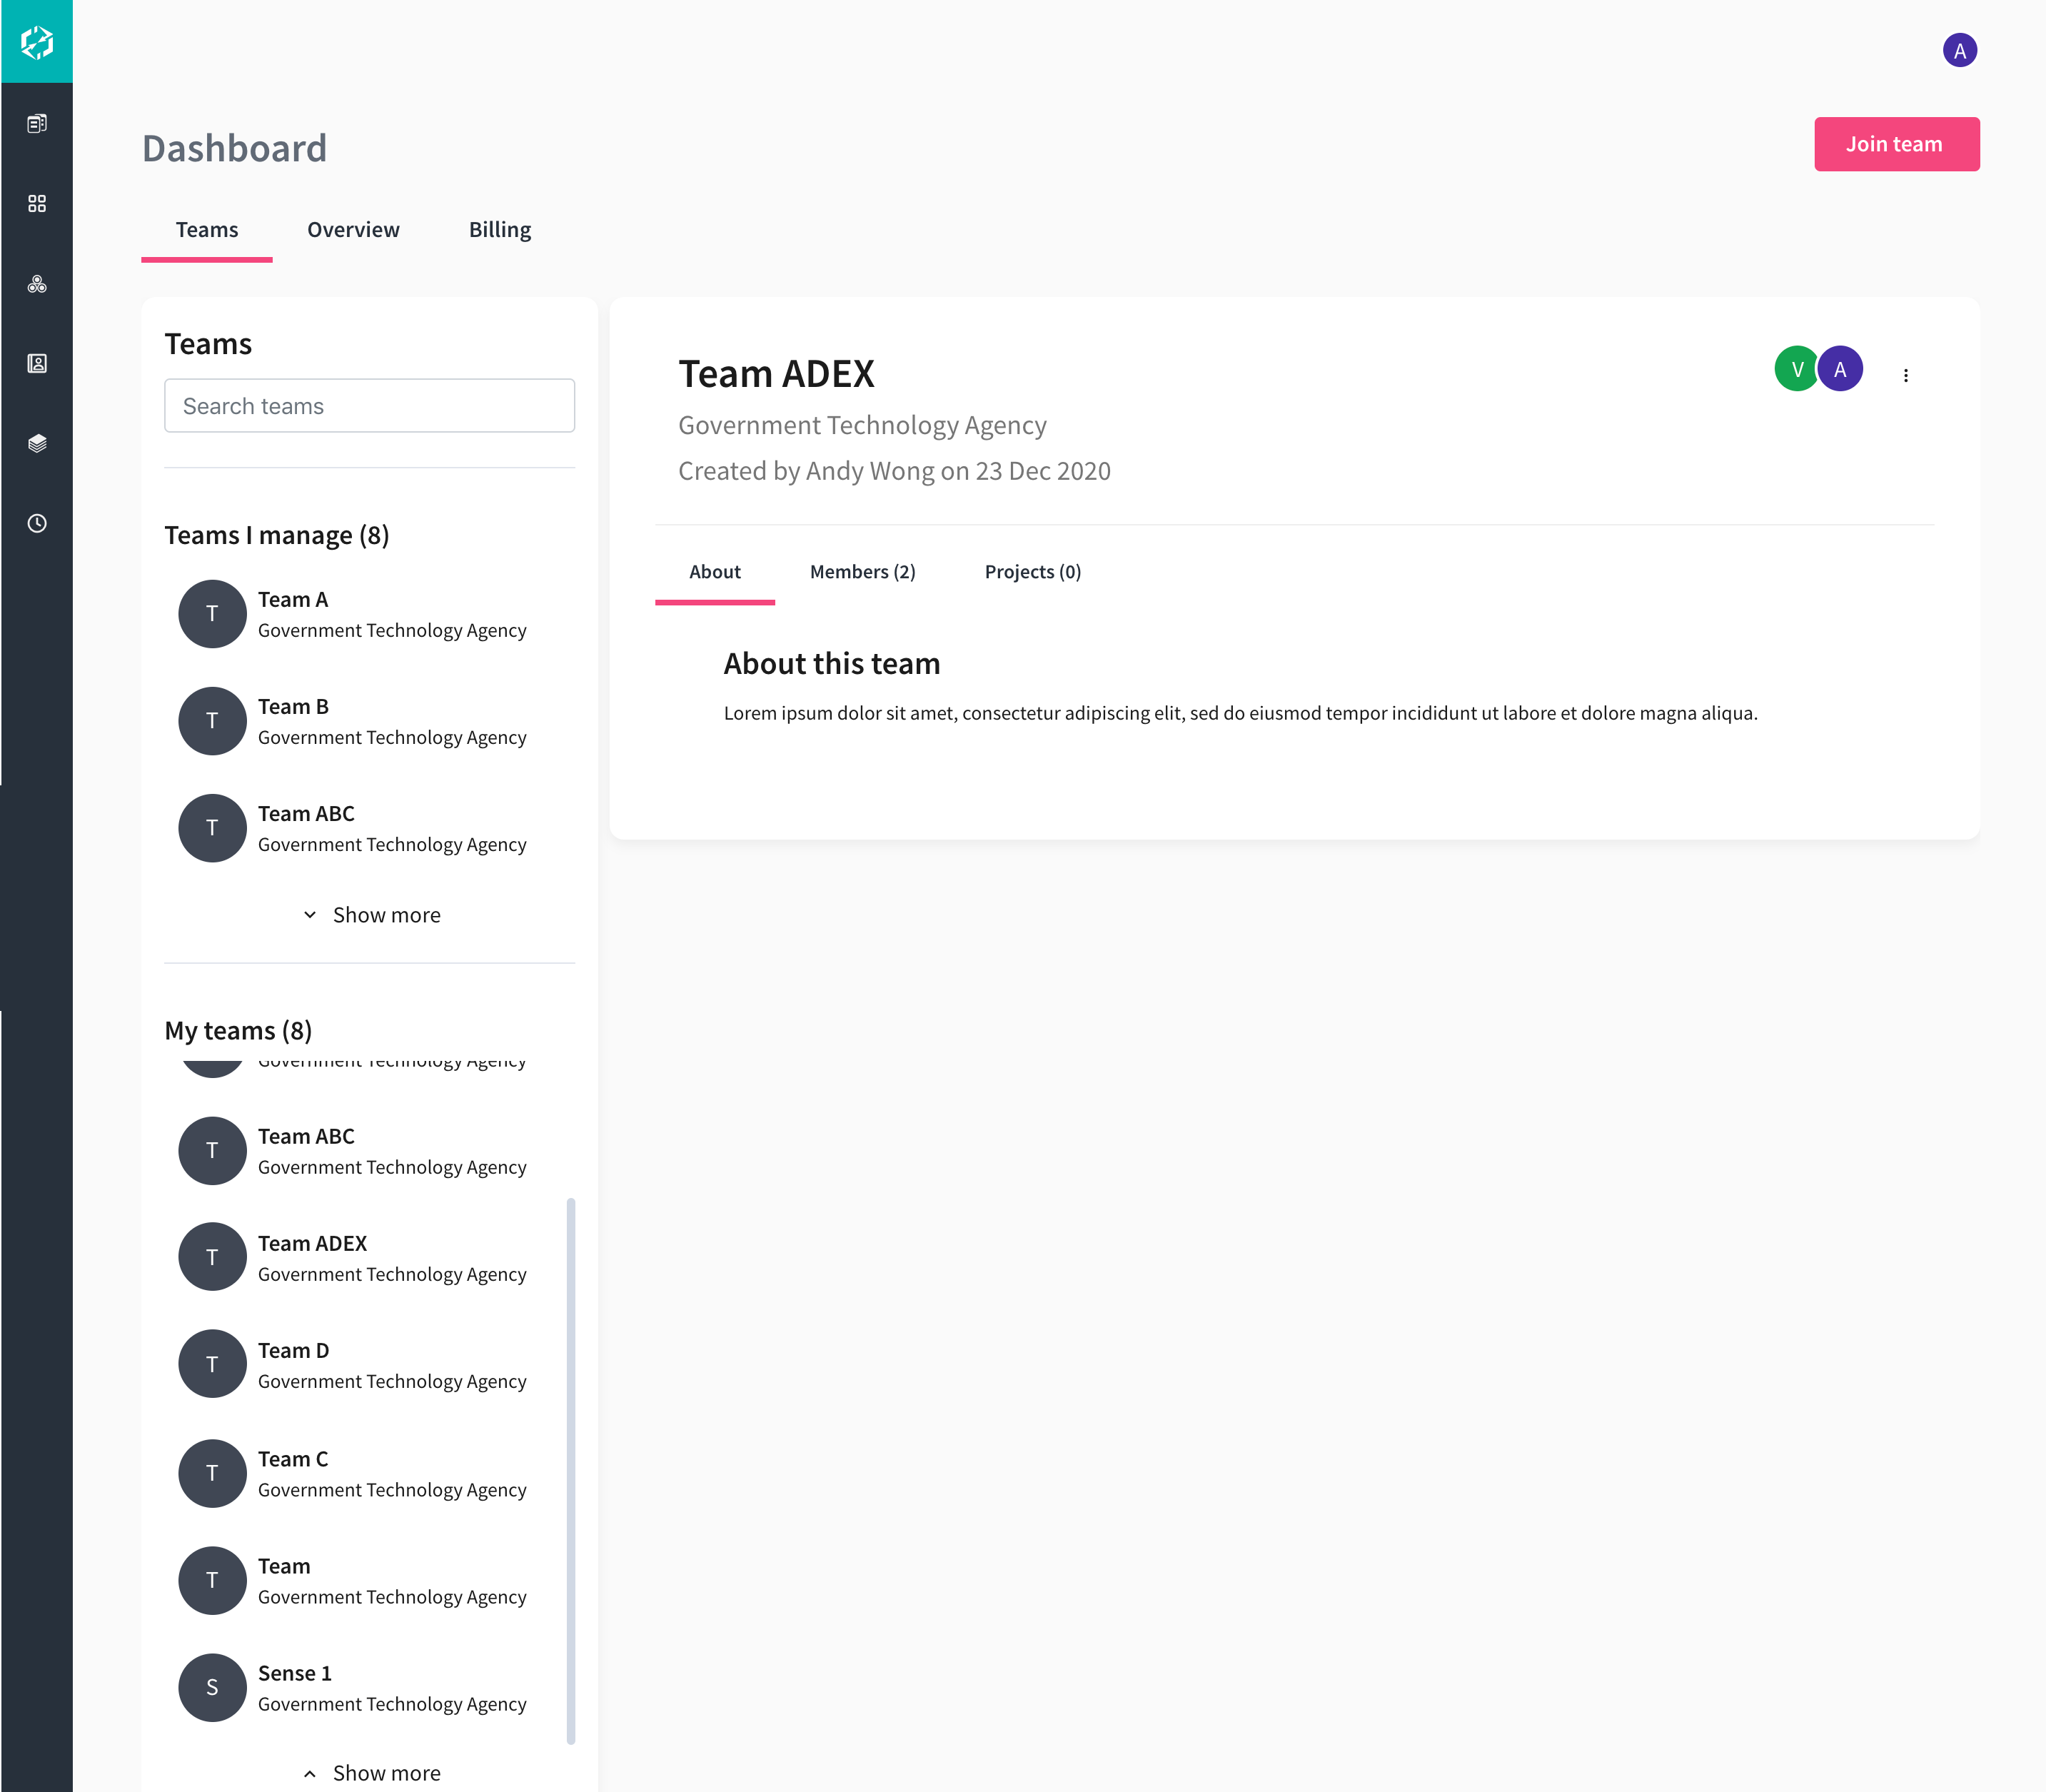 A
Dashboard
Join team
Teams
Overview
Billing
Teams
Search teams
Teams I manage (8)
T
Team A
Government Technology Agency
T
Team B
Government Technology Agency
T
Team ABC
Government Technology Agency
Show more
My teams (8)
Government Technology Agency
T
Team ABC
Government Technology Agency
T
Team ADEX
Government Technology Agency
T
Team D
Government Technology Agency
T
Team C
Government Technology Agency
T
Team
Government Technology Agency
S
Sense 1
Government Technology Agency
Show more
Team ADEX
V
A
Government Technology Agency
Created by Andy Wong on 23 Dec 2020
About
Members (2)
Projects (0)
About this team
Lorem ipsum dolor sit amet, consectetur adipiscing elit, sed do eiusmod tempor incididunt ut labore et dolore magna aliqua.